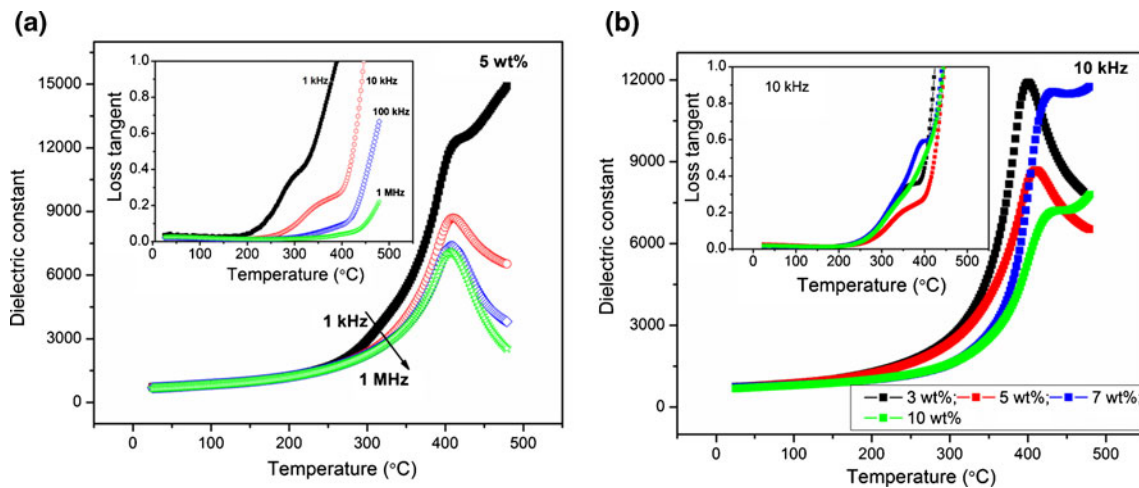 (a)
5 wt%
Dielectric constant
15000
12000
9000
6000
3000
0
0 100 200 300 400 500
Temperature (°C)
1 kHz
1 MHz
Loss tangent
1.0
0.8
0.6
0.4
0.2
0.0
0 100 200 300 400 500
Temperature (°C)
1 kHz
10 kHz
100 kHz
1 MHz
(b)
10 kHz
Dielectric constant
12000
9000
6000
3000
0
0 100 200 300 400 500
Temperature (°C)
3 wt%; 5 wt%; 7 wt%;
10 wt%
Loss tangent
1.0
0.8
0.6
0.4
0.2
0.0
0 100 200 300 400 500
Temperature (°C)
10 kHz